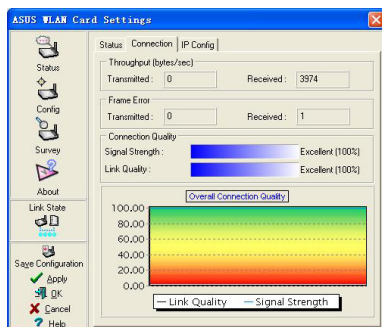 ASUS WLAN Card Settings
Status
Config
Survey
About
Link State
Save Configuration
Apply
OK
Cancel
Help
Status Connection IP Config
Throughput (bytes/sec)
Transmitted : 0 Received : 3974
Frame Error
Transmitted : 0 Received : 1
Connection Quality
Signal Strength : Excellent (100%)
Link Quality : Excellent (100%)
Overall Connection Quality
100.00
80.00
60.00
40.00
20.00
0.00
Link Quality Signal Strength